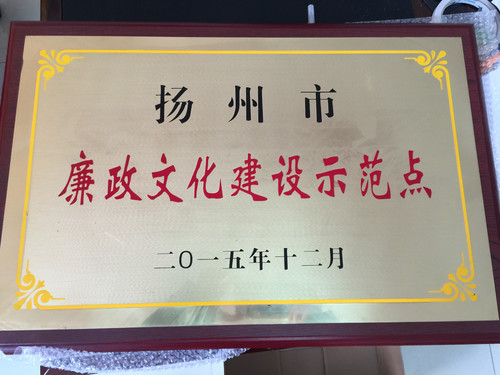 扬州市
廉政文化建设示范点
二〇一五年十二月